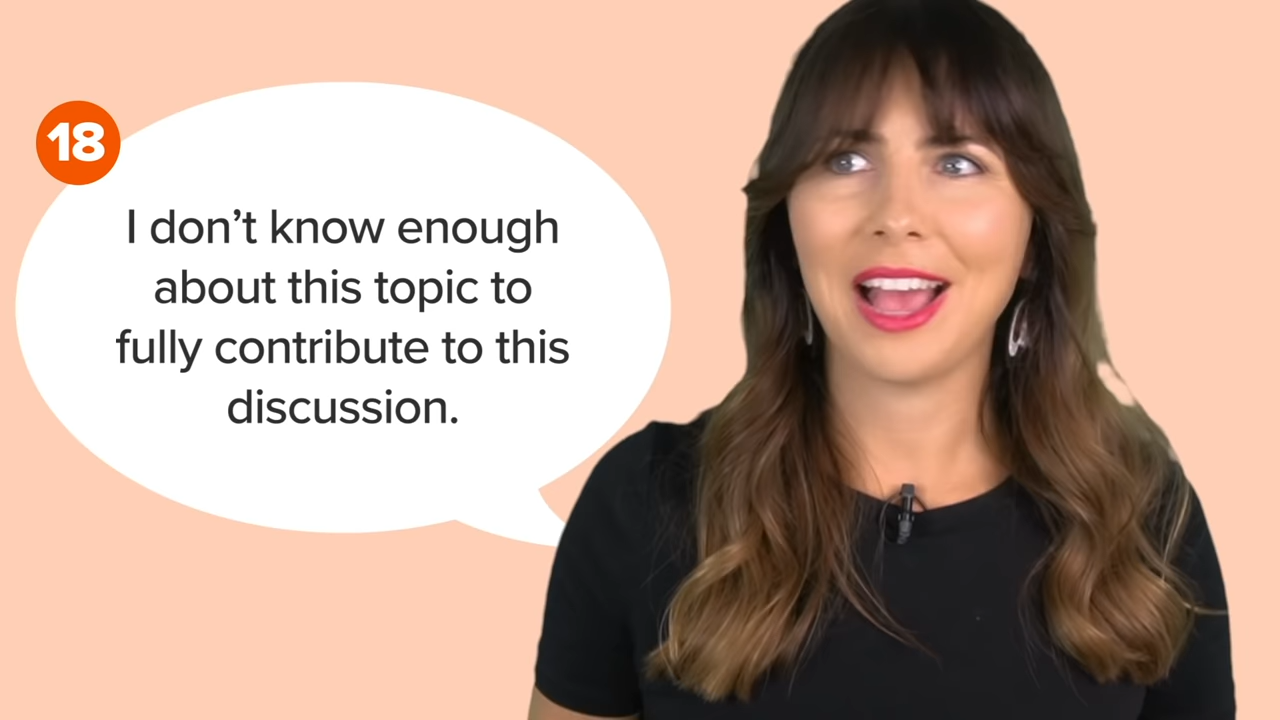 18
I don’t know enough
about this topic to
fully contribute to this
discussion.